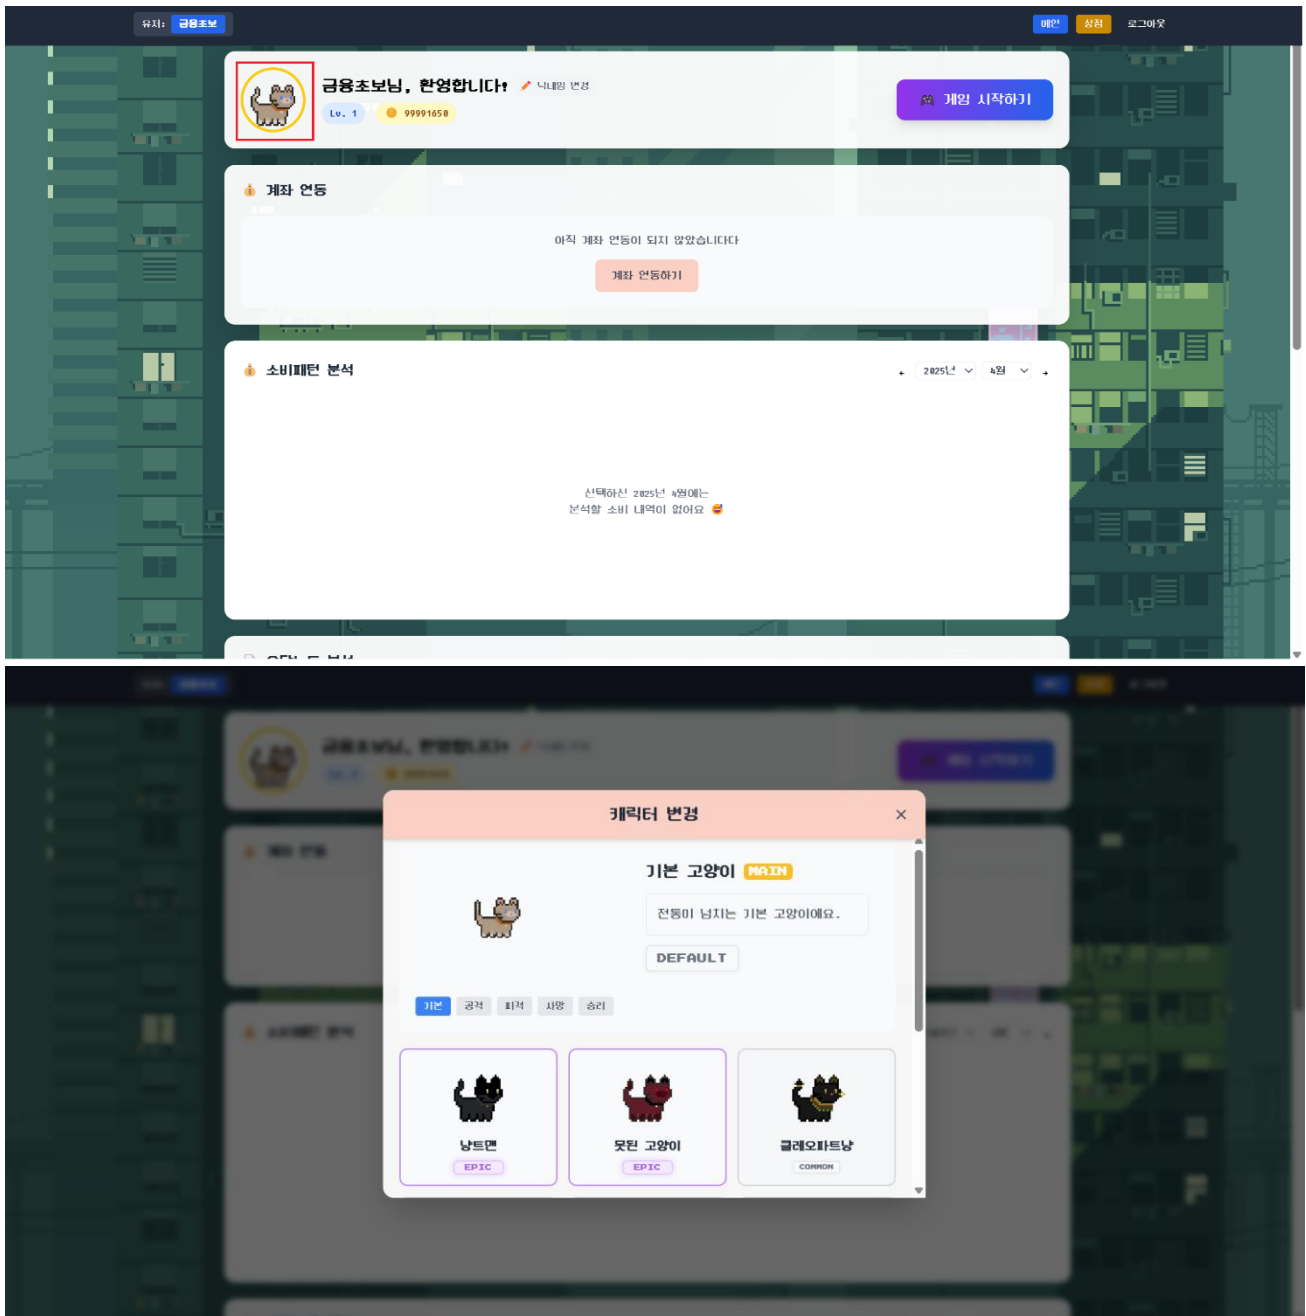 유저: 금융초보
메인 상점 로그아웃
금융초보님, 환영합니다! 닉네임 변경
Lv. 1 99991650
게임 시작하기
계좌 연동
아직 계좌 연동이 되지 않았습니다다
계좌 연동하기
소비패턴 분석
2025년 4월
선택하신 2025년 4월에는
분석할 소비 내역이 없어요
캐릭터 변경
기본 고양이 MAIN
전통이 넘치는 기본 고양이에요.
DEFAULT
기본 공격 피격 사망 승리
냥트맨
EPIC
못된 고양이
EPIC
클레오파트냥
COMMON